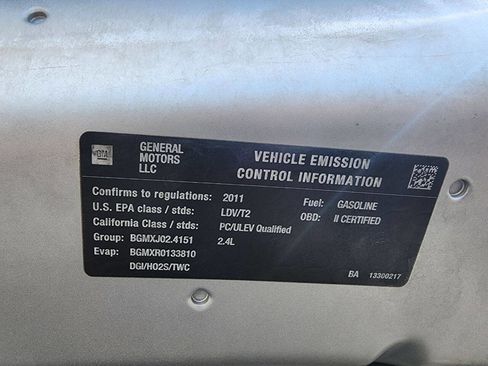 GM
GENERAL
MOTORS
LLC
VEHICLE EMISSION
CONTROL INFORMATION
Conforms to regulations: 2011
Fuel: GASOLINE
U.S. EPA class / stds: LDV/T2
OBD: II CERTIFIED
California Class / stds: PC/ULEV Qualified
Group: BGMXJ02.4151 2.4L
Evap: BGMXR0133810
DGI/HO2S/TWC
BA 13300217